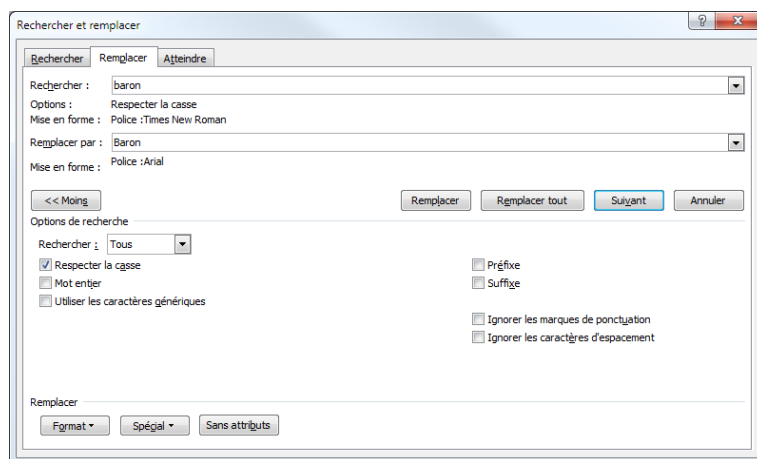 Rechercher et remplacer
Rechercher Remplacer Atteindre
Rechercher : baron
Options : Respecter la casse
Mise en forme : Police :Times New Roman
Remplacer par : Baron
Mise en forme : Police :Arial
<< Moins Remplacer Remplacer tout Suivant Annuler
Options de recherche
Rechercher : Tous
Respecter la casse Préfixe
Mot entier Suffixe
Utiliser les caractères génériques
Ignorer les marques de ponctuation
Ignorer les caractères d'espacement
Remplacer
Format Spécial Sans attributs